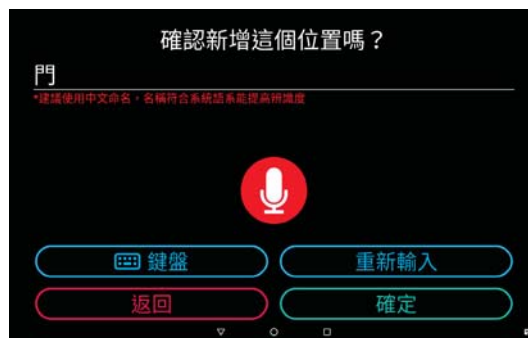 確認新增這個位置嗎？
門
*建議使用中文命名，名稱符合系統語系能提高辨識度
鍵盤
重新輸入
返回
確定